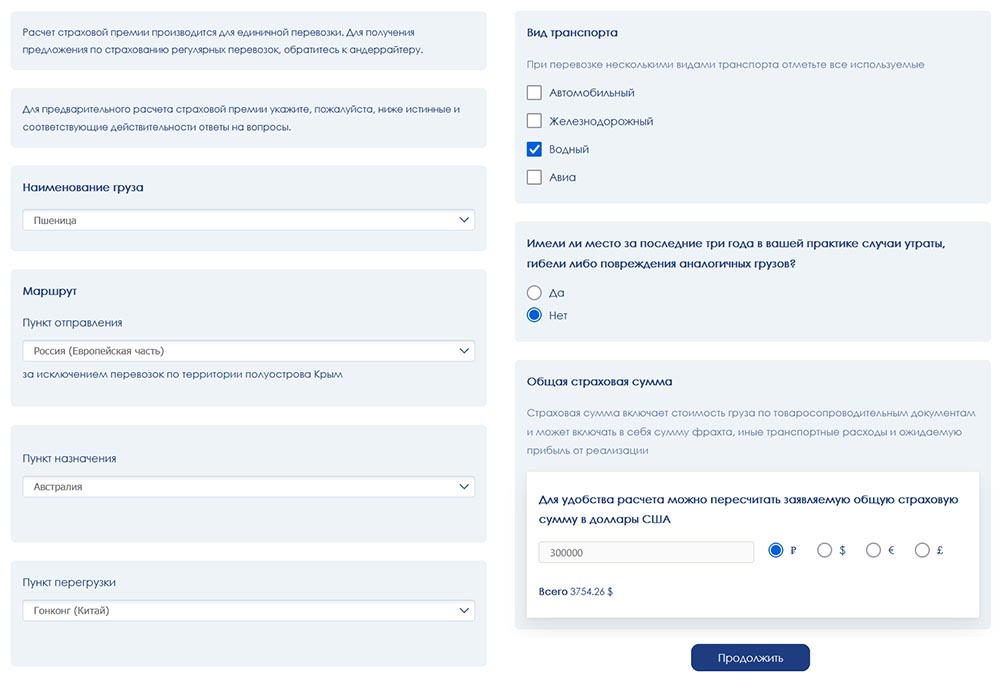 Расчет страховой премии производится для единичной перевозки. Для получения
предложения по страхованию регулярных перевозок, обратитесь к андеррайтеру.
Для предварительного расчета страховой премии укажите, пожалуйста, ниже истинные и
соответствующие действительности ответы на вопросы.
Наименование груза
Пшеница
Маршрут
Пункт отправления
Россия (Европейская часть)
за исключением перевозок по территории полуострова Крым
Пункт назначения
Австралия
Пункт перегрузки
Гонконг (Китай)
Вид транспорта
При перевозке несколькими видами транспорта отметьте все используемые
Автомобильный
Железнодорожный
Водный
Авиа
Имели ли место за последние три года в вашей практике случаи утраты,
гибели либо повреждения аналогичных грузов?
Да
Нет
Общая страховая сумма
Страховая сумма включает стоимость груза по товаросопроводительным документам
и может включать в себя сумму фрахта, иные транспортные расходы и ожидаемую
прибыль от реализации
Для удобства расчета можно пересчитать заявляемую общую страховую
сумму в доллары США
300000 ₽ $ € £
Всего 3754.26 $
Продолжить